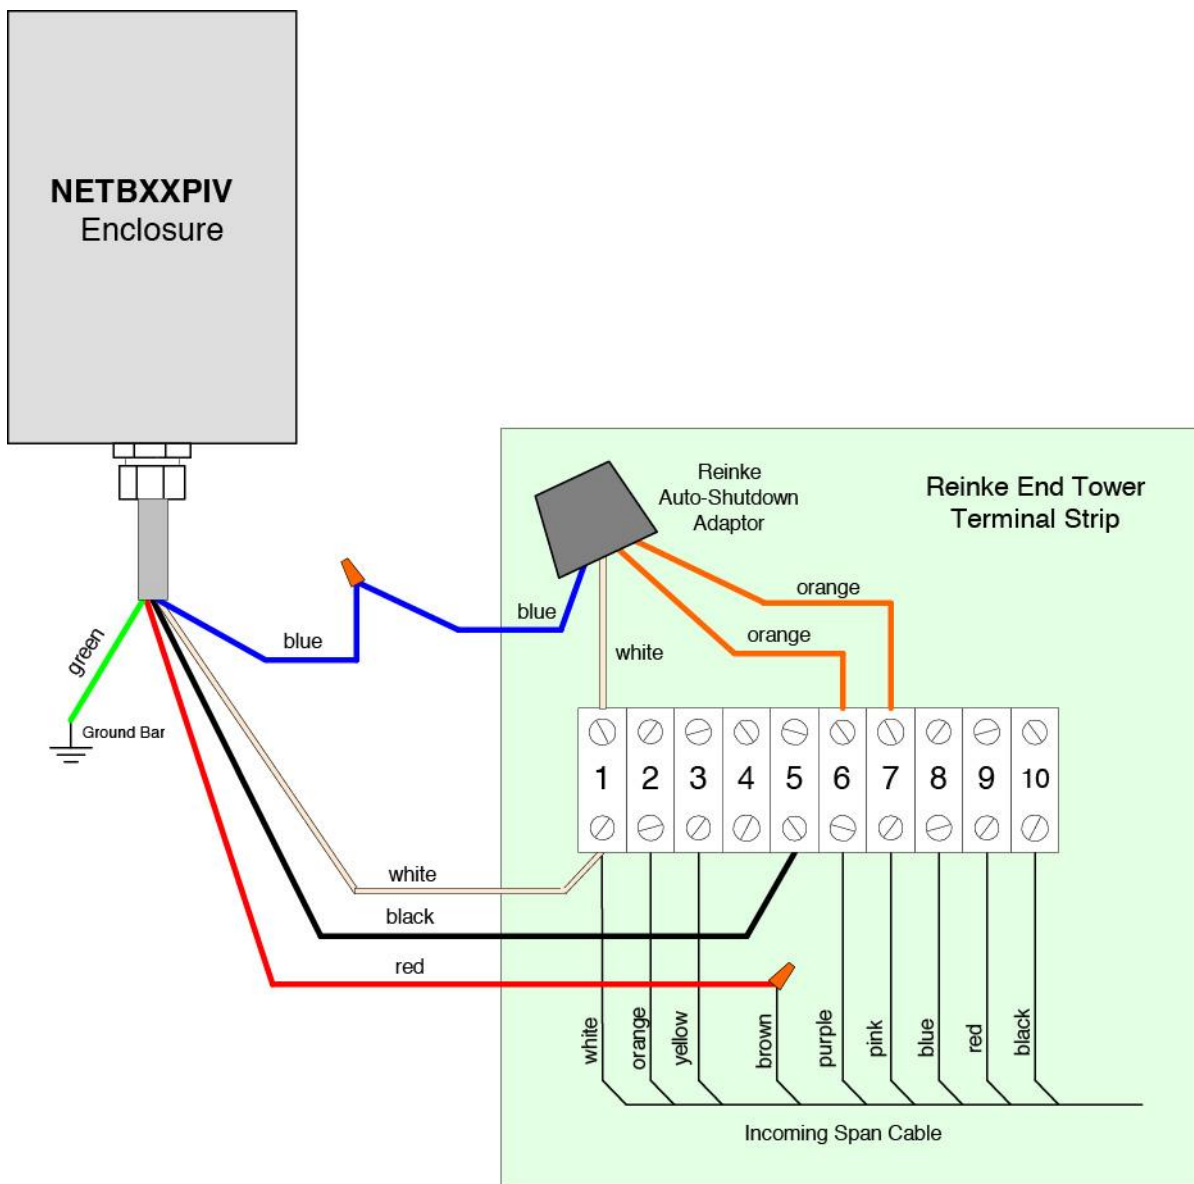 NETBXXPIV
Enclosure
Reinke
Auto-Shutdown
Adaptor
Reinke End Tower
Terminal Strip
orange
blue
orange
blue
white
green
Ground Bar
1 2 3 4 5 6 7 8 9 10
white
black
red
white
orange
yellow
brown
purple
pink
blue
red
black
Incoming Span Cable